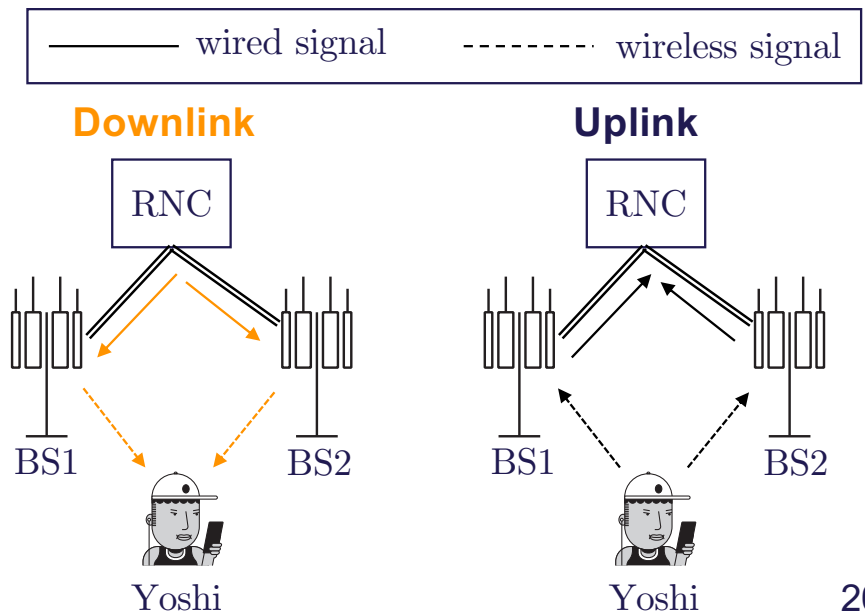 wired signal wireless signal
Downlink Uplink
RNC RNC
BS1 BS2 BS1 BS2
Yoshi Yoshi